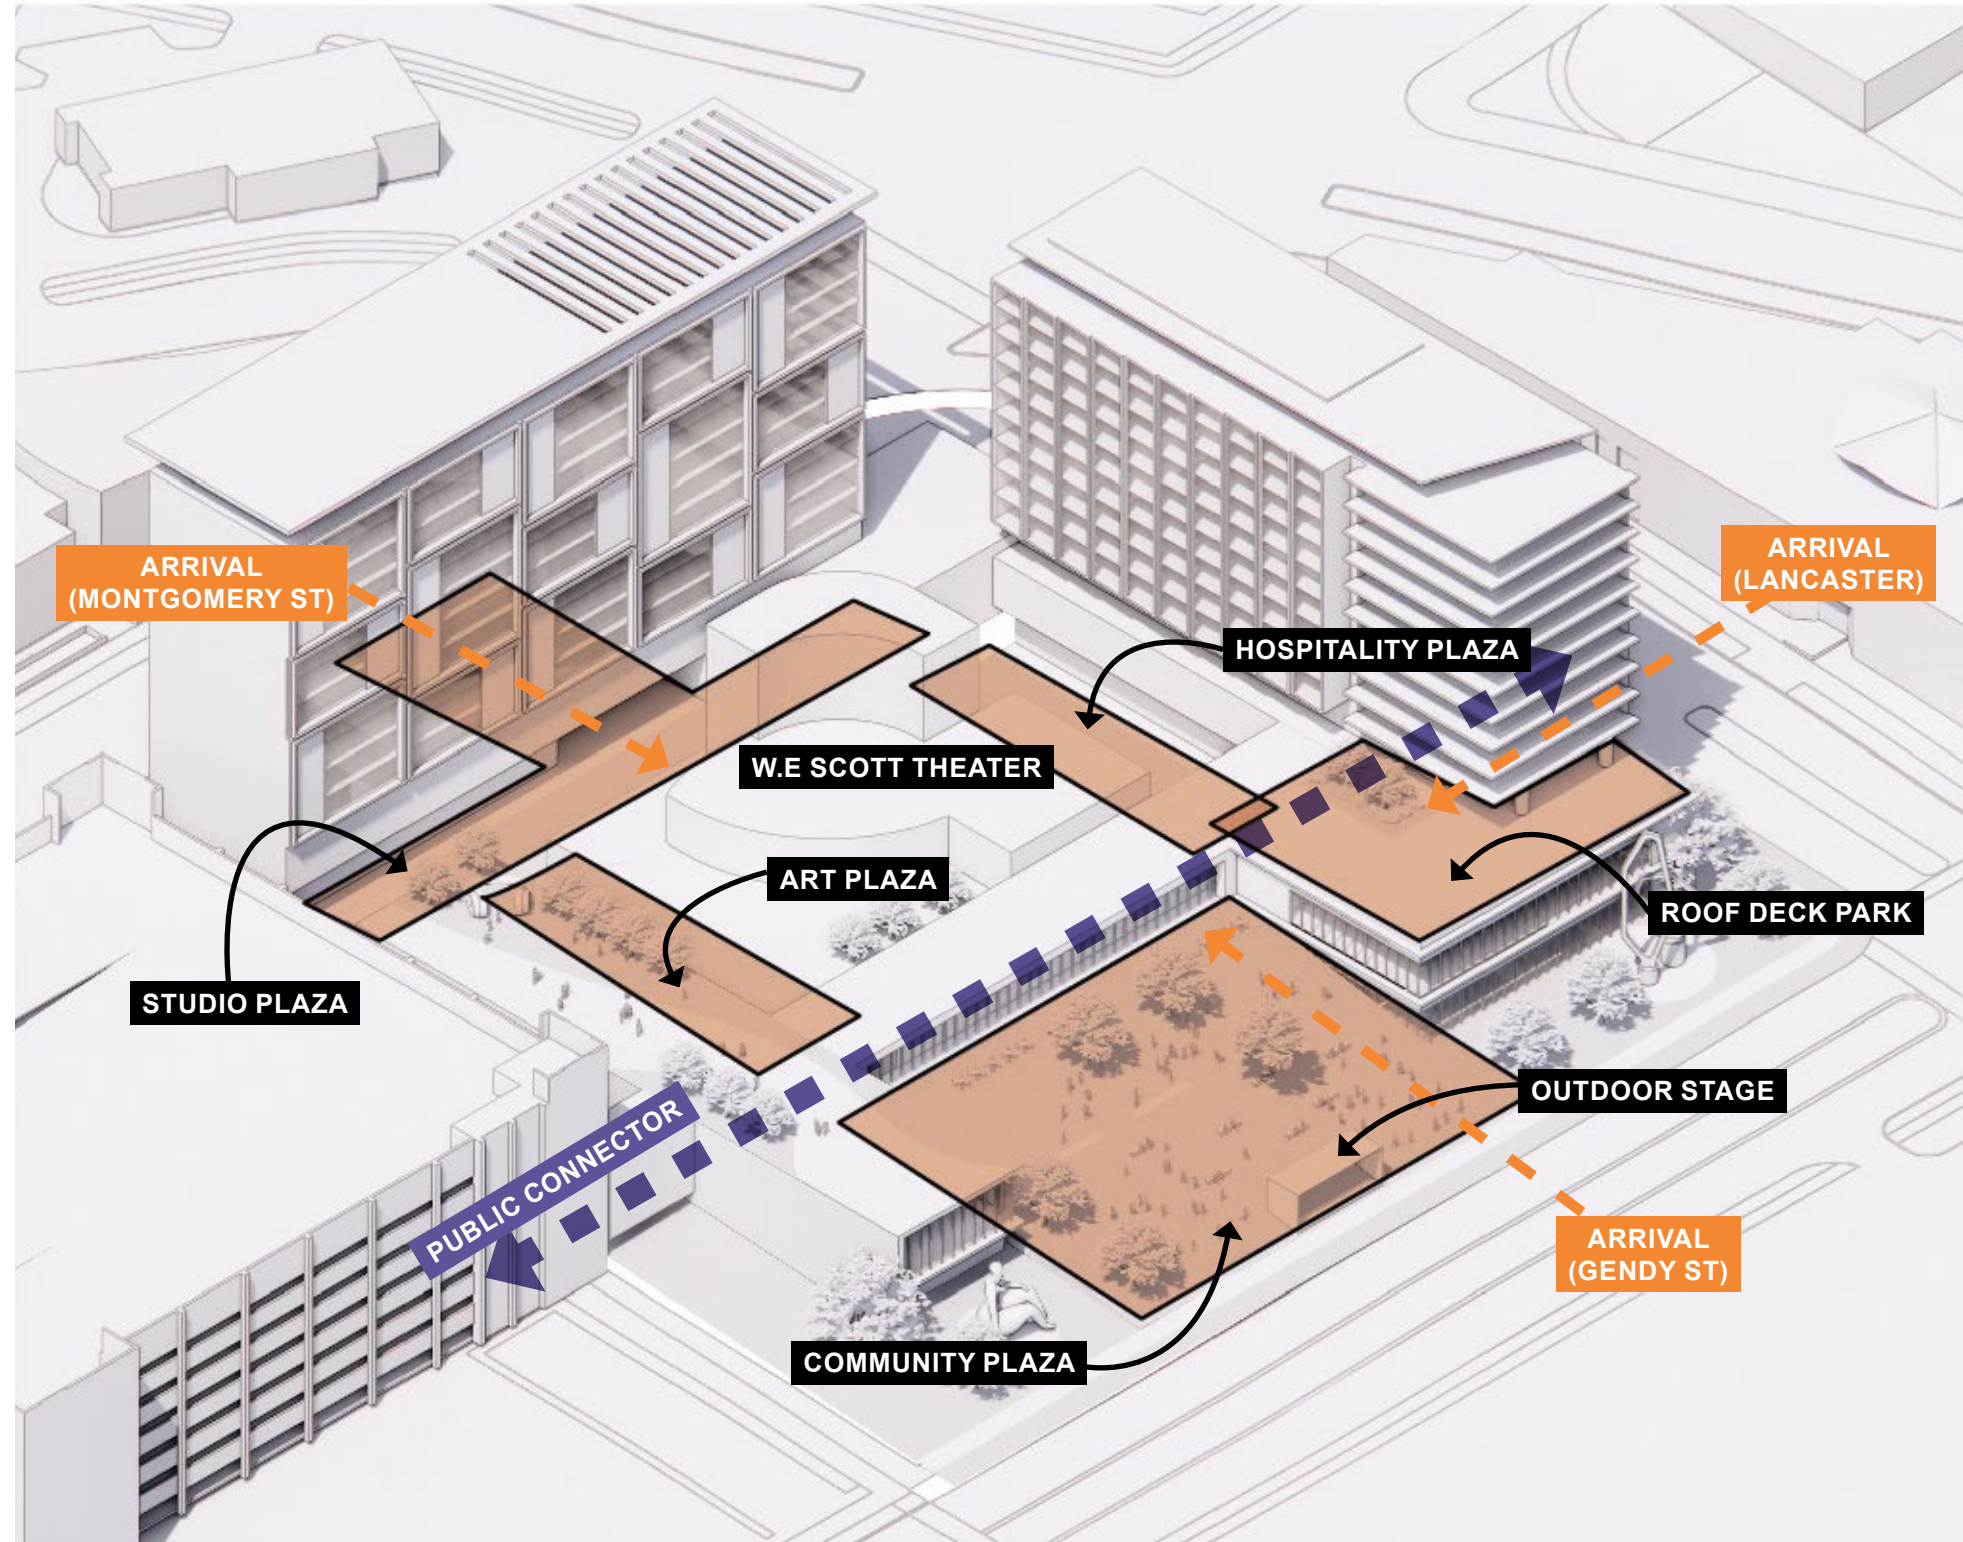 ARRIVAL
(MONTGOMERY ST)
ARRIVAL
(LANCASTER)
HOSPITALITY PLAZA
W.E SCOTT THEATER
ART PLAZA
ROOF DECK PARK
STUDIO PLAZA
OUTDOOR STAGE
PUBLIC CONNECTOR
ARRIVAL
(GENDY ST)
COMMUNITY PLAZA